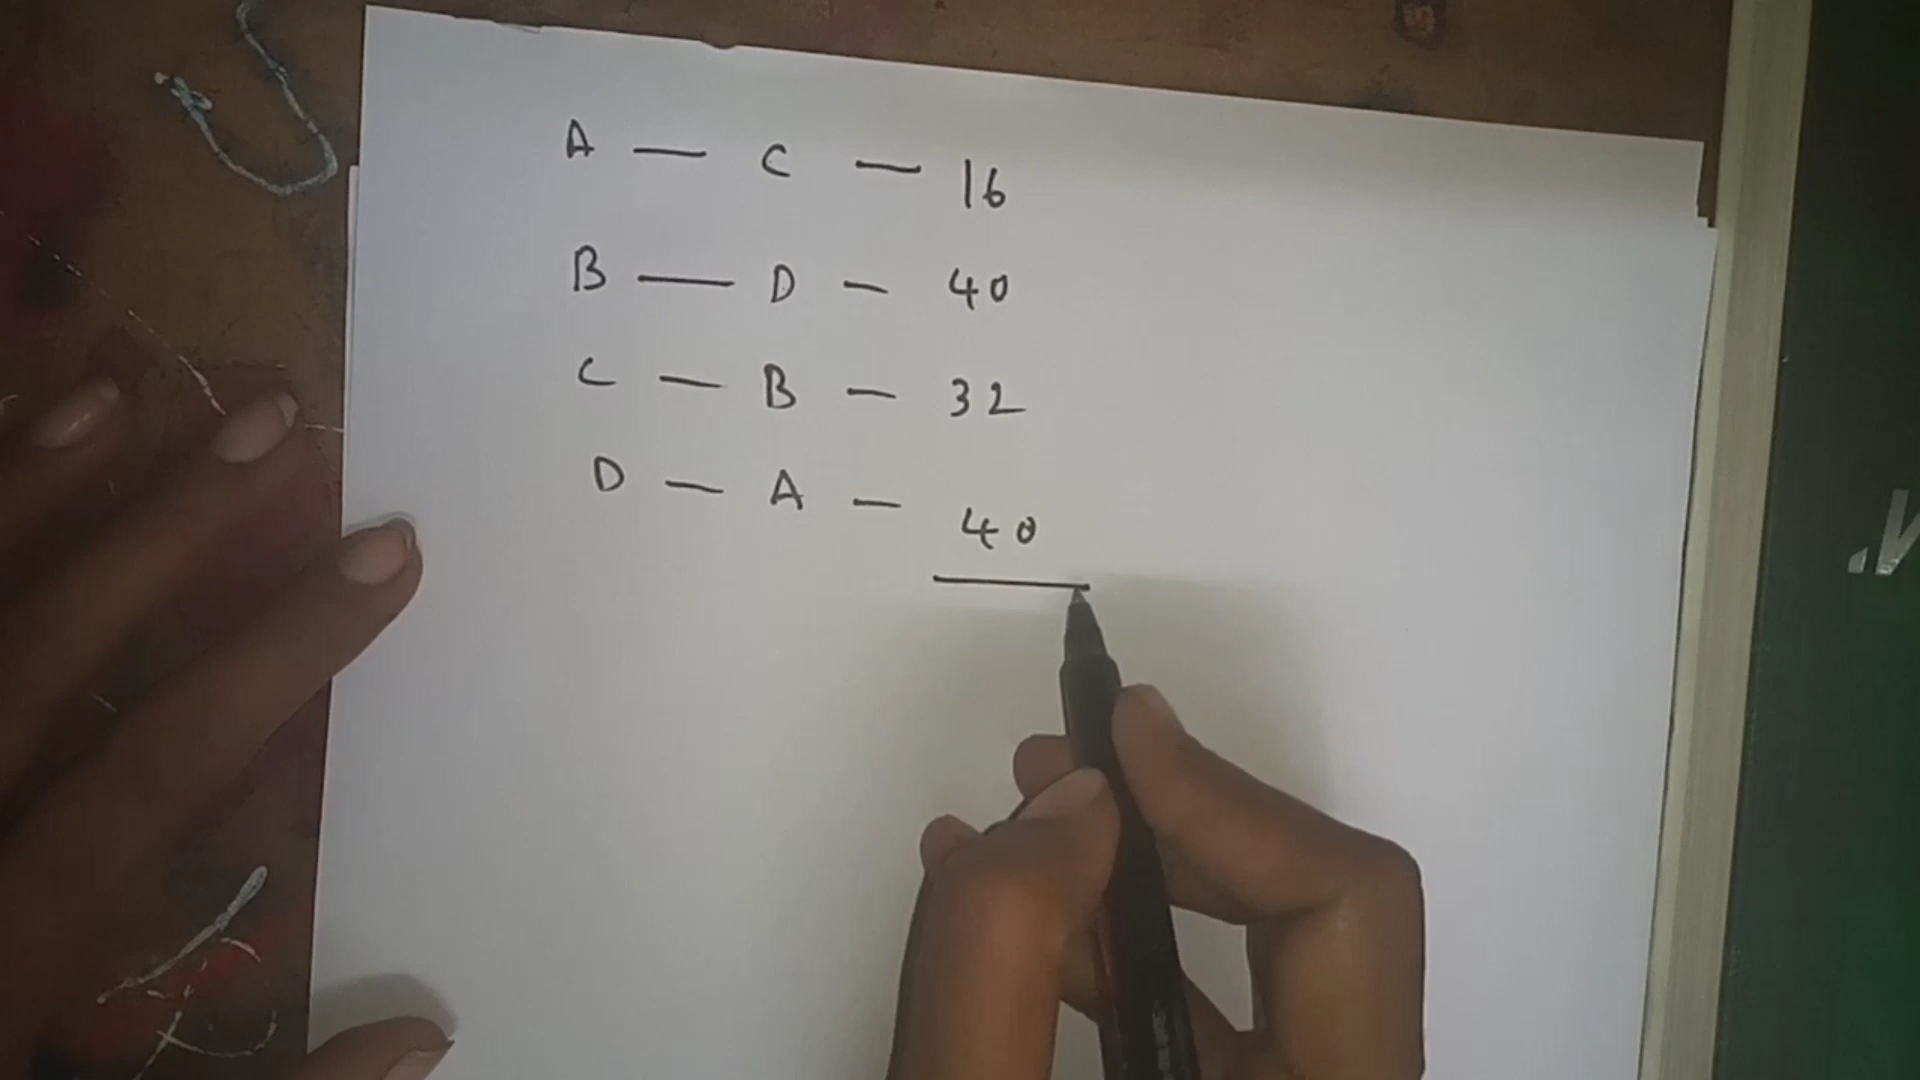 A — C — 16
B — D — 40
C — B — 32
D — A — 40